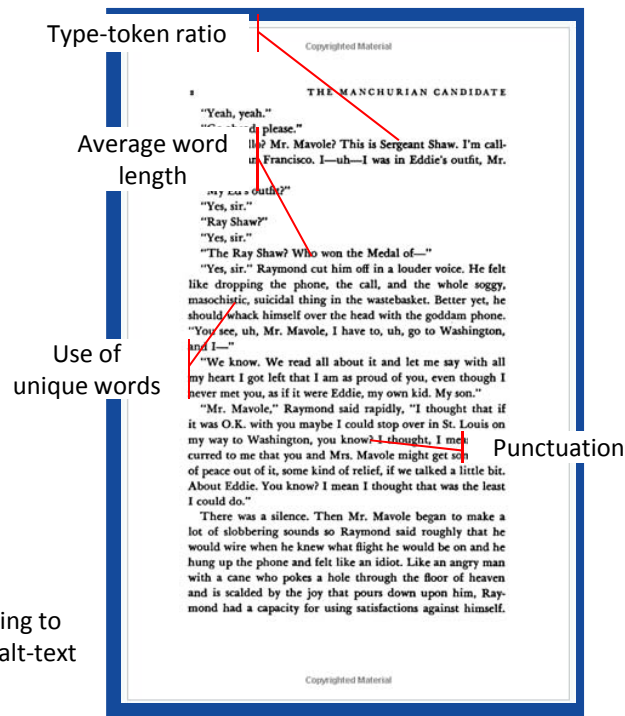 Type-token ratio
Copyrighted Material
2 THE MANCHURIAN CANDIDATE
"Yeah, yeah."
please."
Mr. Mavole? This is Sergeant Shaw. I'm call-
Francisco. I—uh—I was in Eddie's outfit, Mr.
Average word
length
outfit?"
"Yes, sir."
"Ray Shaw?"
"Yes, sir."
"The Ray Shaw? Who won the Medal of—"
"Yes, sir." Raymond cut him off in a louder voice. He felt
like dropping the phone, the call, and the whole soggy,
masochistic, suicidal thing in the wastebasket. Better yet, he
should whack himself over the head with the goddam phone.
"You see, uh, Mr. Mavole, I have to, uh, go to Washington,
and I—"
Use of
unique words
"We know. We read all about it and let me say with all
my heart I got left that I am as proud of you, even though I
never met you, as if it were Eddie, my own kid. My son."
"Mr. Mavole," Raymond said rapidly, "I thought that if
it was O.K. with you maybe I could stop over in St. Louis on
my way to Washington, you know? I thought, I
curred to me that you and Mrs. Mavole might get
Punctuation
of peace out of it, some kind of relief, if we talked a little bit.
About Eddie. You know? I mean I thought that was the least
I could do."
There was a silence. Then Mr. Mavole began to make a
lot of slobbering sounds so Raymond said roughly that he
would wire when he knew what flight he would be on and he
hung up the phone and felt like an idiot. Like an angry man
with a cane who pokes a hole through the floor of heaven
and is scalded by the joy that pours down upon him, Ray-
mond had a capacity for using satisfactions against himself.
ing to
alt-text
Copyrighted Material